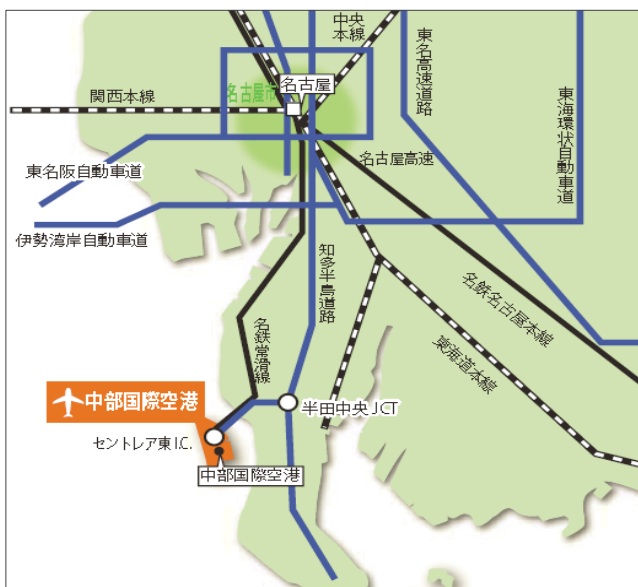 中央
本線
東名高速道路
名古屋
関西本線
名古屋市
東海環状自動車道
名古屋高速
東名阪自動車道
伊勢湾岸自動車道
知多半島道路
名鉄名古屋本線
名鉄常滑線
東海道本線
中部国際空港
半田中央JCT
セントレア東I.C.
中部国際空港